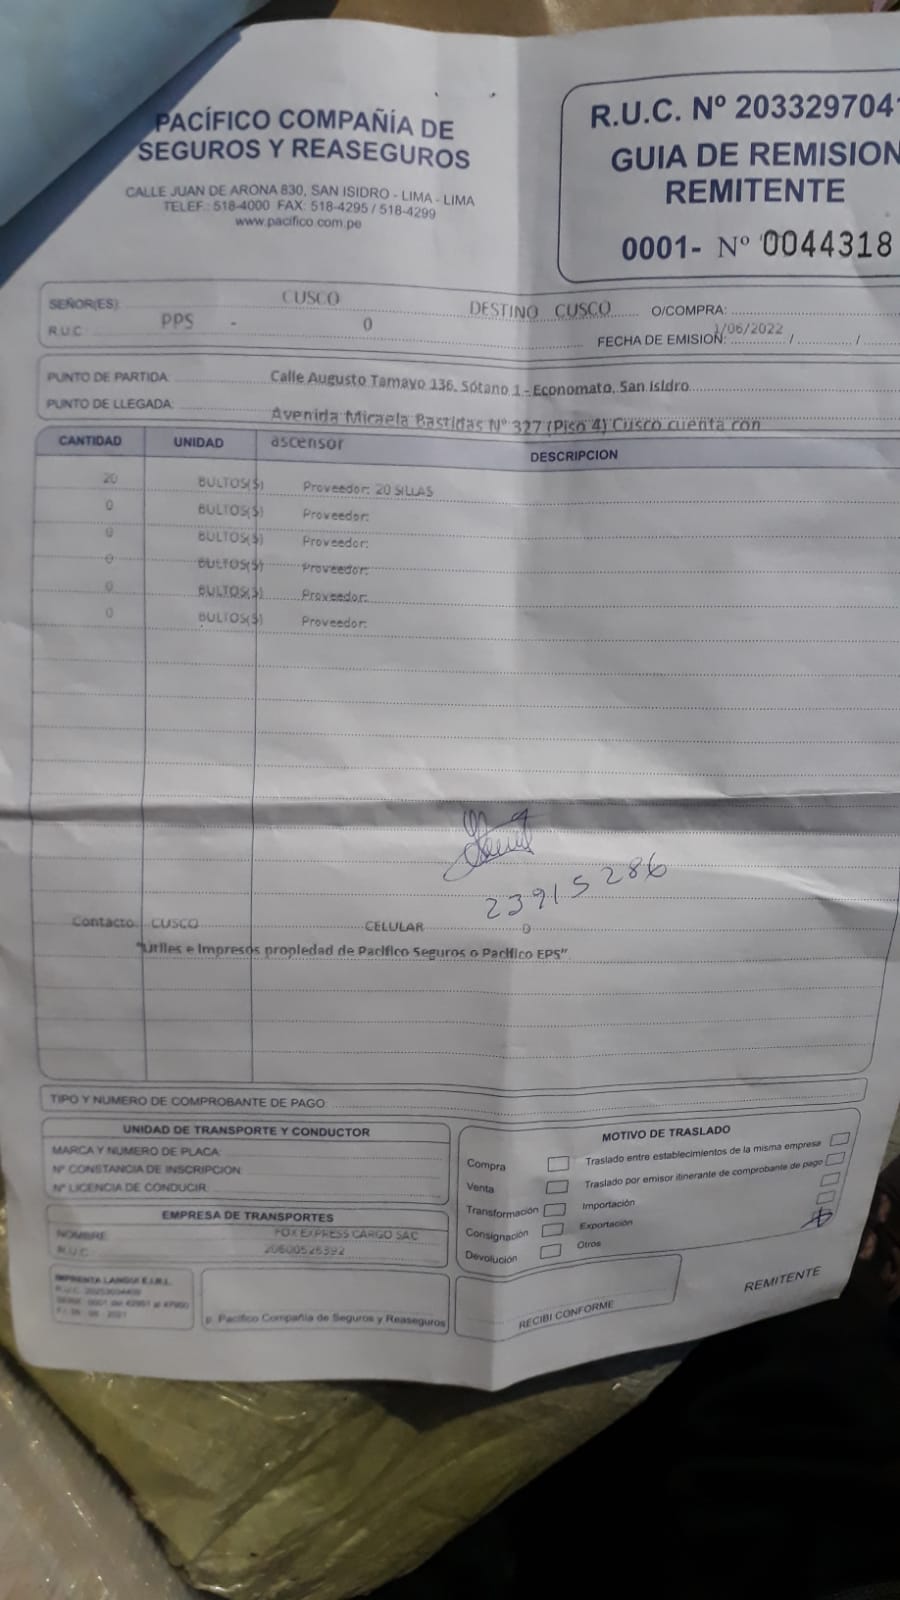 PACÍFICO COMPAÑÍA DE
SEGUROS Y REASEGUROS
CALLE JUAN DE ARONA 830, SAN ISIDRO - LIMA - LIMA
TELEF.: 518-4000 FAX: 518-4295 / 518-4299
www.pacifico.com.pe
R.U.C. Nº 203329704
GUIA DE REMISION
REMITENTE
0001- Nº 0044318
SEÑOR(ES): CUSCO DESTINO CUSCO O/COMPRA:
R.U.C. PPS - 0 FECHA DE EMISION: 1/06/2022 / /
PUNTO DE PARTIDA: Calle Augusto Tamayo 136, Sótano 1 - Economato, San Isidro
PUNTO DE LLEGADA: Avenida Micaela Bastidas Nº 327 (Piso 4) Cusco cuenta con
ascensor
CANTIDAD UNIDAD DESCRIPCION
20 BULTOS(S) Proveedor: 20 SILLAS
0 BULTOS(S) Proveedor:
0 BULTOS(S) Proveedor:
0 BULTOS(S) Proveedor:
0 BULTOS(S) Proveedor:
0 BULTOS(S) Proveedor:
23915286
Contacto CUSCO CELULAR 0
"Utiles e Impresos propiedad de Pacifico Seguros o Pacifico EPS"
TIPO Y NUMERO DE COMPROBANTE DE PAGO
UNIDAD DE TRANSPORTE Y CONDUCTOR
MARCA Y NUMERO DE PLACA:
Nº CONSTANCIA DE INSCRIPCION
Nº LICENCIA DE CONDUCIR
EMPRESA DE TRANSPORTES
NOMBRE FOX EXPRESS CARGO SAC
R.U.C. 20600526392
MOTIVO DE TRASLADO
Compra Traslado entre establecimientos de la misma empresa
Venta Traslado por emisor itinerante de comprobante de pago
Transformación Importación
Consignación Exportación
Devolución Otros
IMPRENTA LANGUI E.I.R.L.
p. Pacífico Compañía de Seguros y Reaseguros
RECIBI CONFORME
REMITENTE